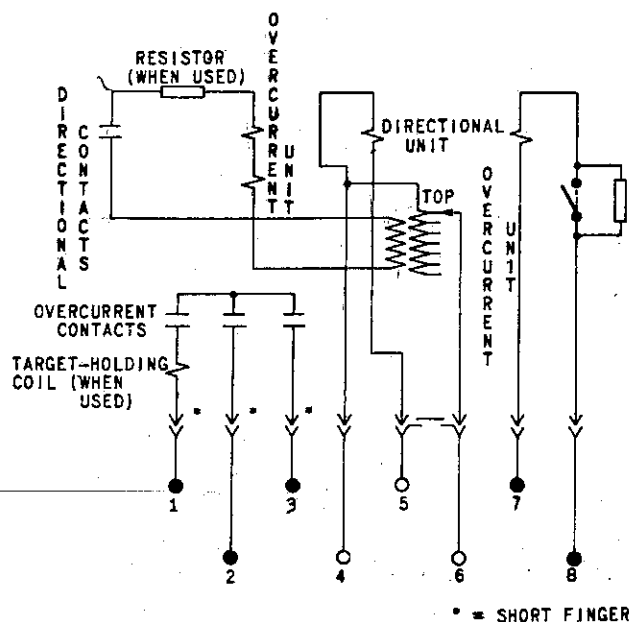 RESISTOR
(WHEN USED)
OVERCURRENT
UNIT
DIRECTIONAL
CONTACTS
DIRECTIONAL
UNIT
TOP
OVERCURRENT
UNIT
OVERCURRENT
CONTACTS
TARGET-HOLDING
COIL (WHEN
USED)
* * *
1 3 5 7
2 4 6 8
* = SHORT FINGER